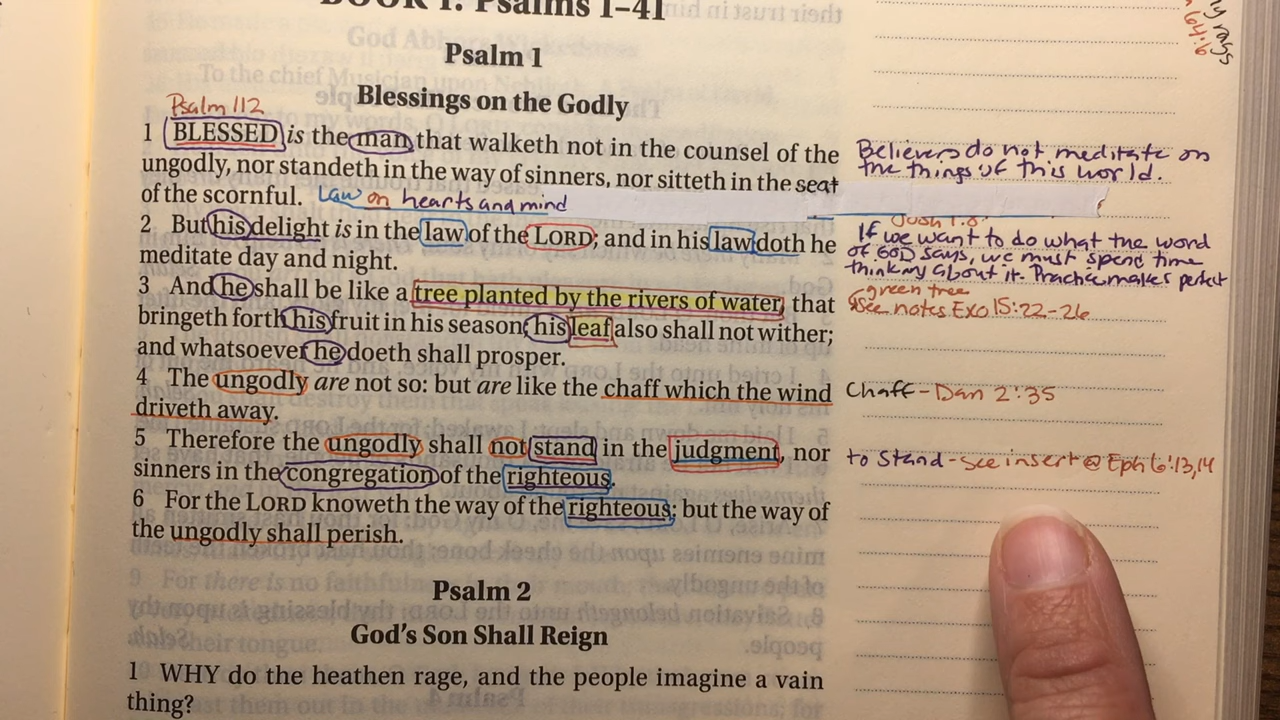 BOOK 1: Psalms 1–41
Psalm 1
Blessings on the Godly
Psalm 112
1 BLESSED is the man that walketh not in the counsel of the
ungodly, nor standeth in the way of sinners, nor sitteth in the seat
of the scornful. Law on hearts and mind
2 But his delight is in the law of the LORD; and in his law doth he
meditate day and night.
3 And he shall be like a tree planted by the rivers of water, that
bringeth forth his fruit in his season; his leaf also shall not wither;
and whatsoever he doeth shall prosper.
4 The ungodly are not so: but are like the chaff which the wind
driveth away.
5 Therefore the ungodly shall not stand in the judgment, nor
sinners in the congregation of the righteous.
6 For the LORD knoweth the way of the righteous: but the way of
the ungodly shall perish.
Psalm 2
God's Son Shall Reign
1 WHY do the heathen rage, and the people imagine a vain
thing?
rays
64:6
Believers do not meditate on
the things of this world.
Josh 1:8
If we want to do what the word
of GOD says, we must spend time
thinking about it. Practice makes perfect
green tree
See notes Exo 15:22-26
Chaff - Dan 2:35
to Stand - See insert @ Eph 6:13,14